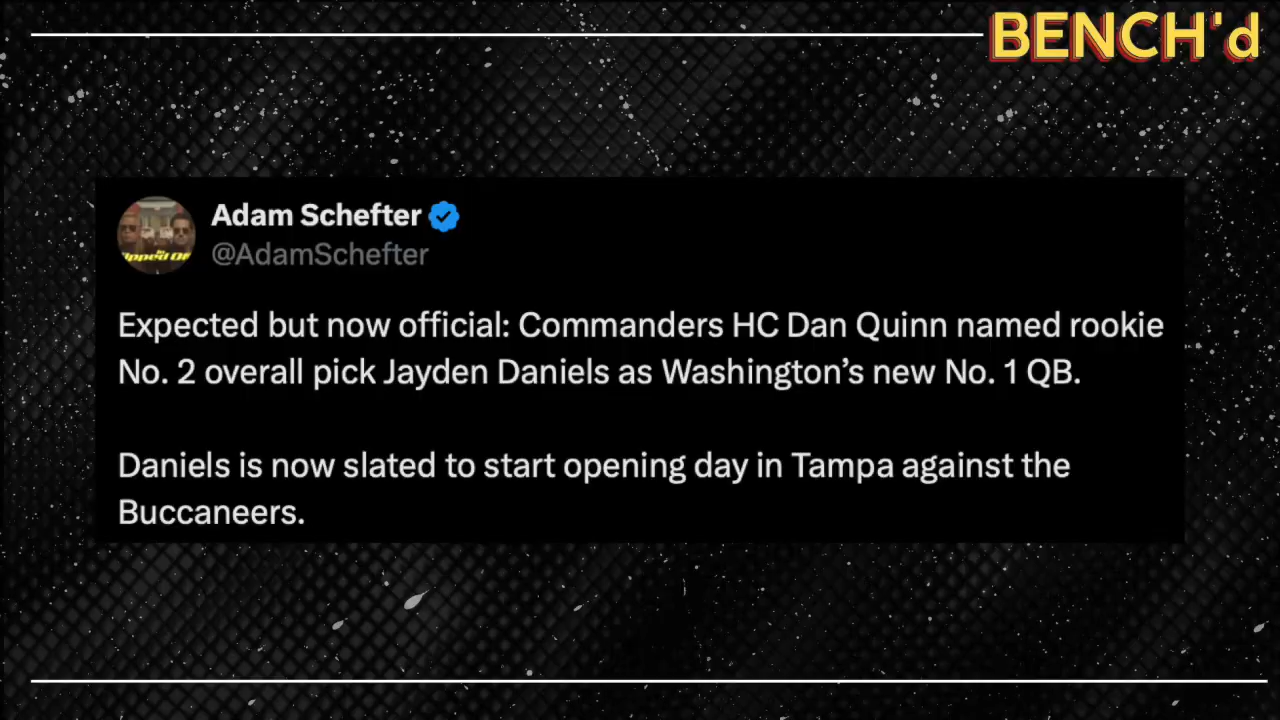 BENCH'd
Adam Schefter
@AdamSchefter
Expected but now official: Commanders HC Dan Quinn named rookie
No. 2 overall pick Jayden Daniels as Washington’s new No. 1 QB.
Daniels is now slated to start opening day in Tampa against the
Buccaneers.